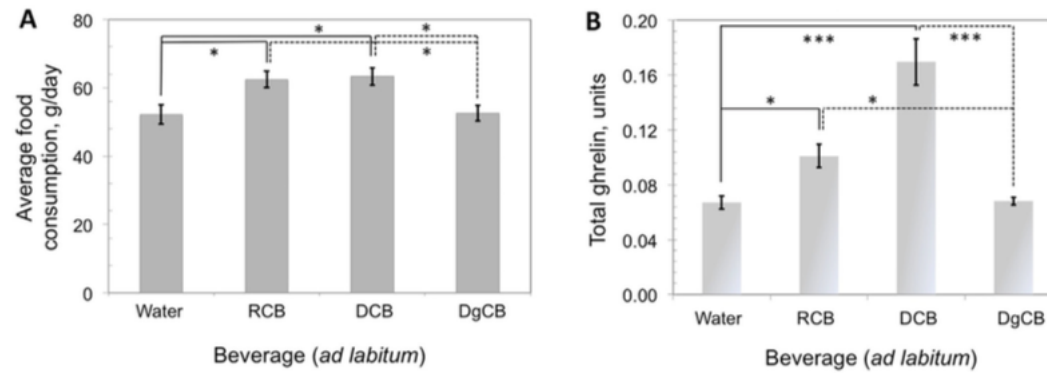 A
Average food
consumption, g/day
80
60
40
20
0
*
*
*
*
Water RCB DCB DgCB
Beverage (ad labitum)
B
Total ghrelin, units
0.20
0.16
0.12
0.08
0.04
0.00
***
***
*
*
Water RCB DCB DgCB
Beverage (ad labitum)